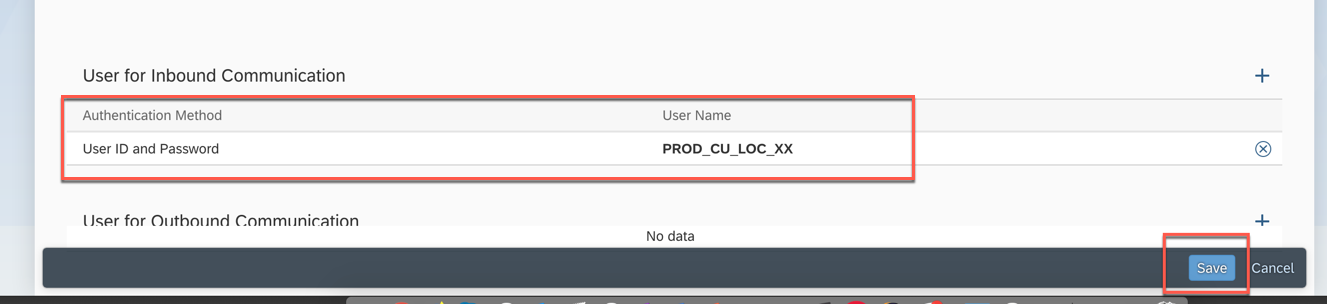 User for Inbound Communication
Authentication Method User Name
User ID and Password PROD_CU_LOC_XX
User for Outbound Communication
No data
Save Cancel